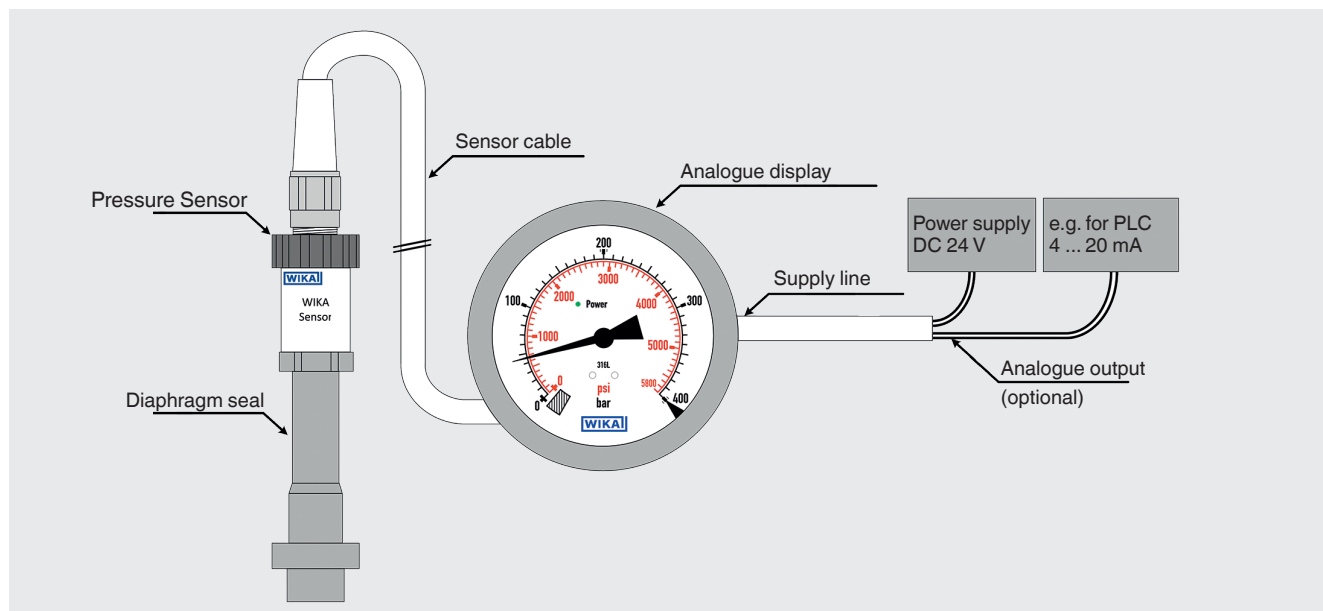 Sensor cable
Analogue display
Pressure Sensor
Power supply
DC 24 V
e.g. for PLC
4 ... 20 mA
WIKA
WIKA
Sensor
Supply line
200
3000
2000
4000
100
300
Power
1000
5000
316L
0
psi
5800
0
bar
400
WIKA
Analogue output
(optional)
Diaphragm seal